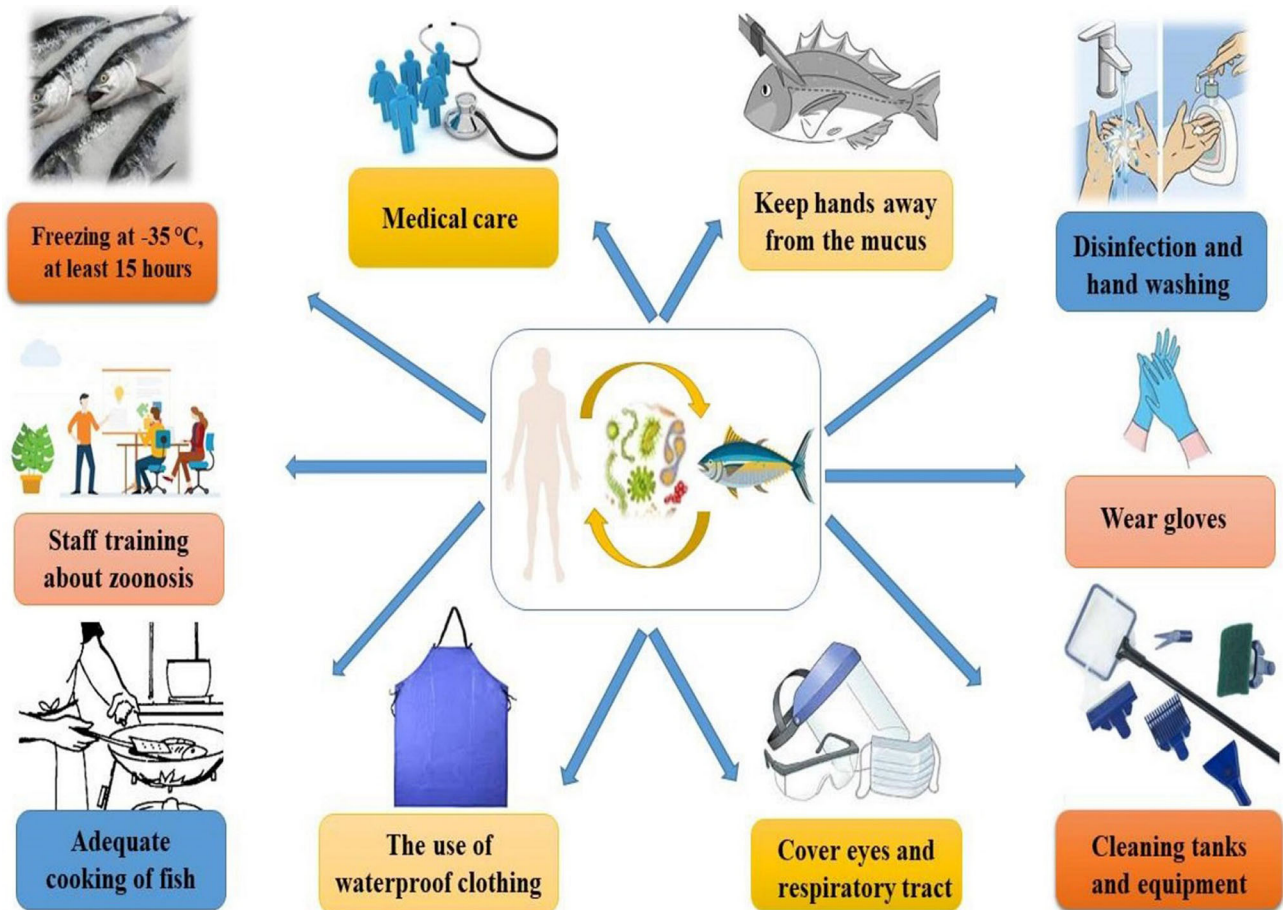 Freezing at -35 °C,
at least 15 hours
Medical care
Keep hands away
from the mucus
Disinfection and
hand washing
Staff training
about zoonosis
Wear gloves
Adequate
cooking of fish
The use of
waterproof clothing
Cover eyes and
respiratory tract
Cleaning tanks
and equipment